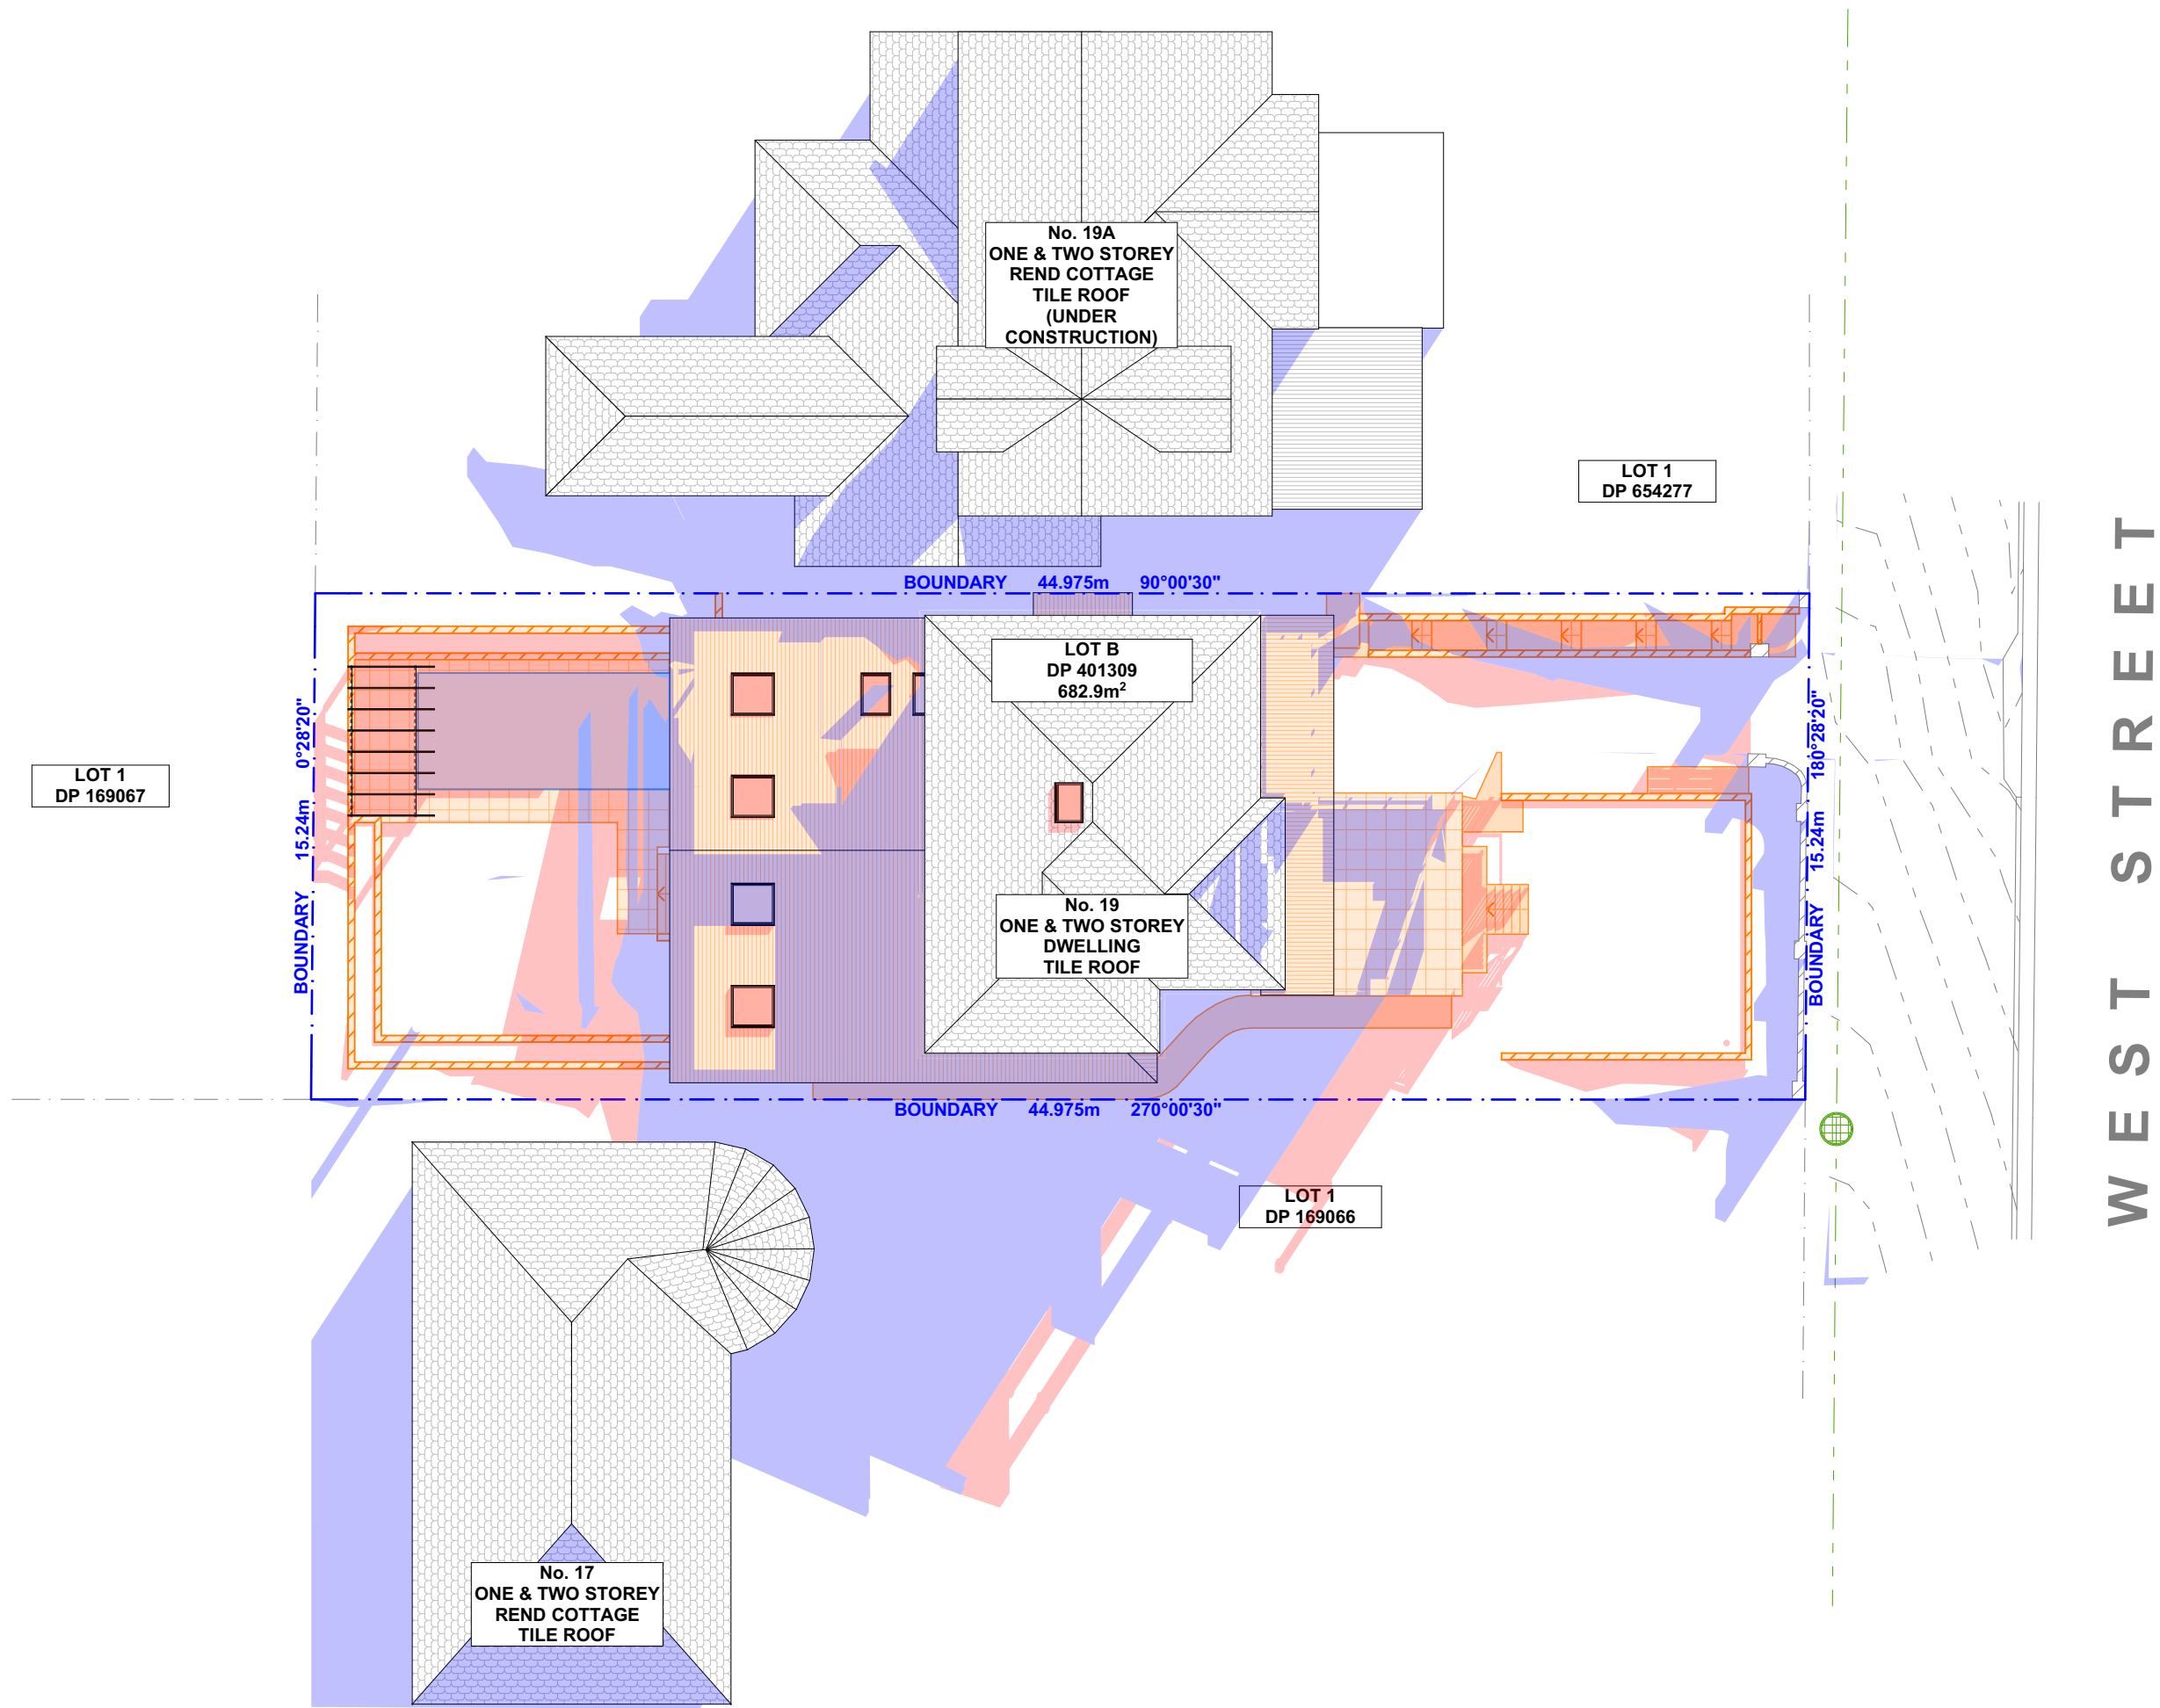 No. 19A
ONE & TWO STOREY
REND COTTAGE
TILE ROOF
(UNDER
CONSTRUCTION)
LOT 1
DP 654277
BOUNDARY 44.975m 90°00'30"
LOT B
DP 401309
682.9m²
LOT 1
DP 169067
BOUNDARY 15.24m 0°28'20"
BOUNDARY 15.24m 180°28'20"
WEST STREET
No. 19
ONE & TWO STOREY
DWELLING
TILE ROOF
BOUNDARY 44.975m 270°00'30"
LOT 1
DP 169066
No. 17
ONE & TWO STOREY
REND COTTAGE
TILE ROOF